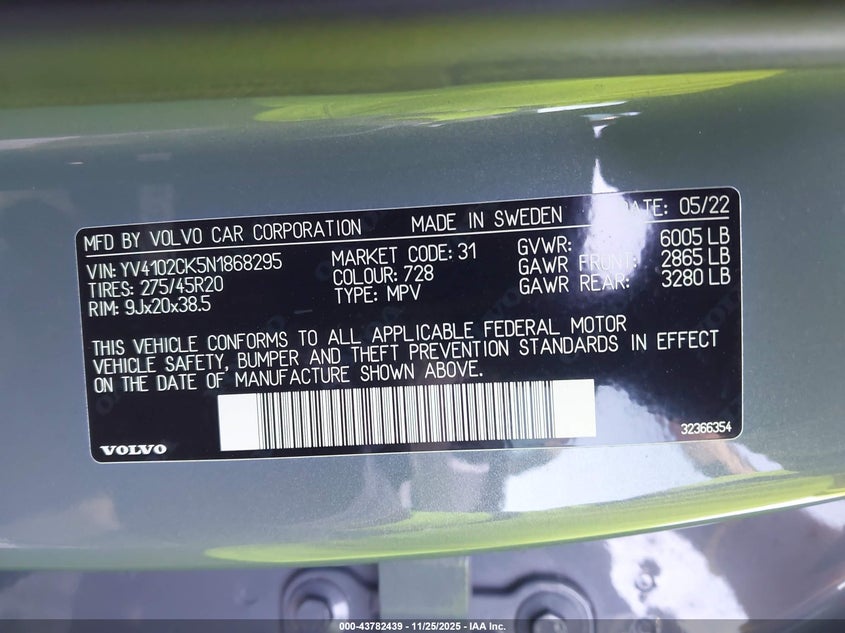 MFD BY VOLVO CAR CORPORATION MADE IN SWEDEN DATE: 05/22
VIN: YV4102CK5N1868295 MARKET CODE: 31 GVWR: 6005 LB
TIRES: 275/45R20 COLOUR: 728 GAWR FRONT: 2865 LB
RIM: 9Jx20x38.5 TYPE: MPV GAWR REAR: 3280 LB
THIS VEHICLE CONFORMS TO ALL APPLICABLE FEDERAL MOTOR
VEHICLE SAFETY, BUMPER AND THEFT PREVENTION STANDARDS IN EFFECT
ON THE DATE OF MANUFACTURE SHOWN ABOVE.
VOLVO 32366354
000-43782439 - 11/25/2025 - IAA Inc.